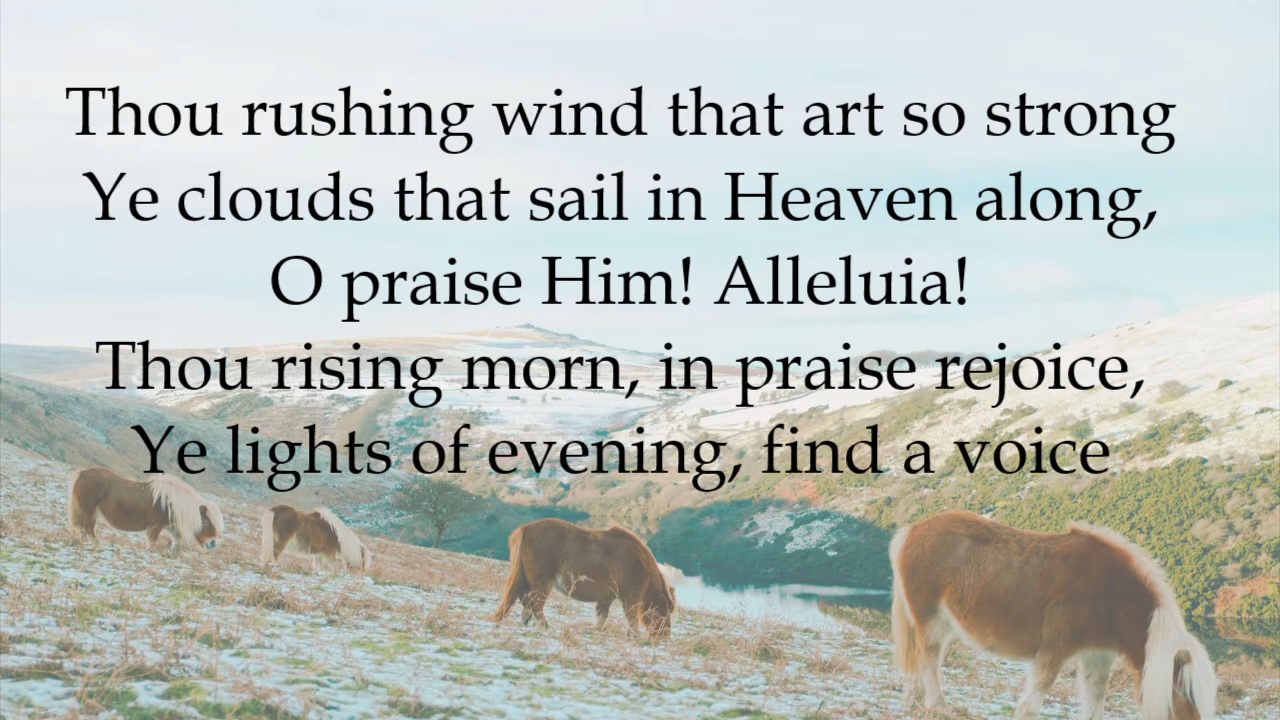 Thou rushing wind that art so strong
Ye clouds that sail in Heaven along,
O praise Him! Alleluia!
Thou rising morn, in praise rejoice,
Ye lights of evening, find a voice